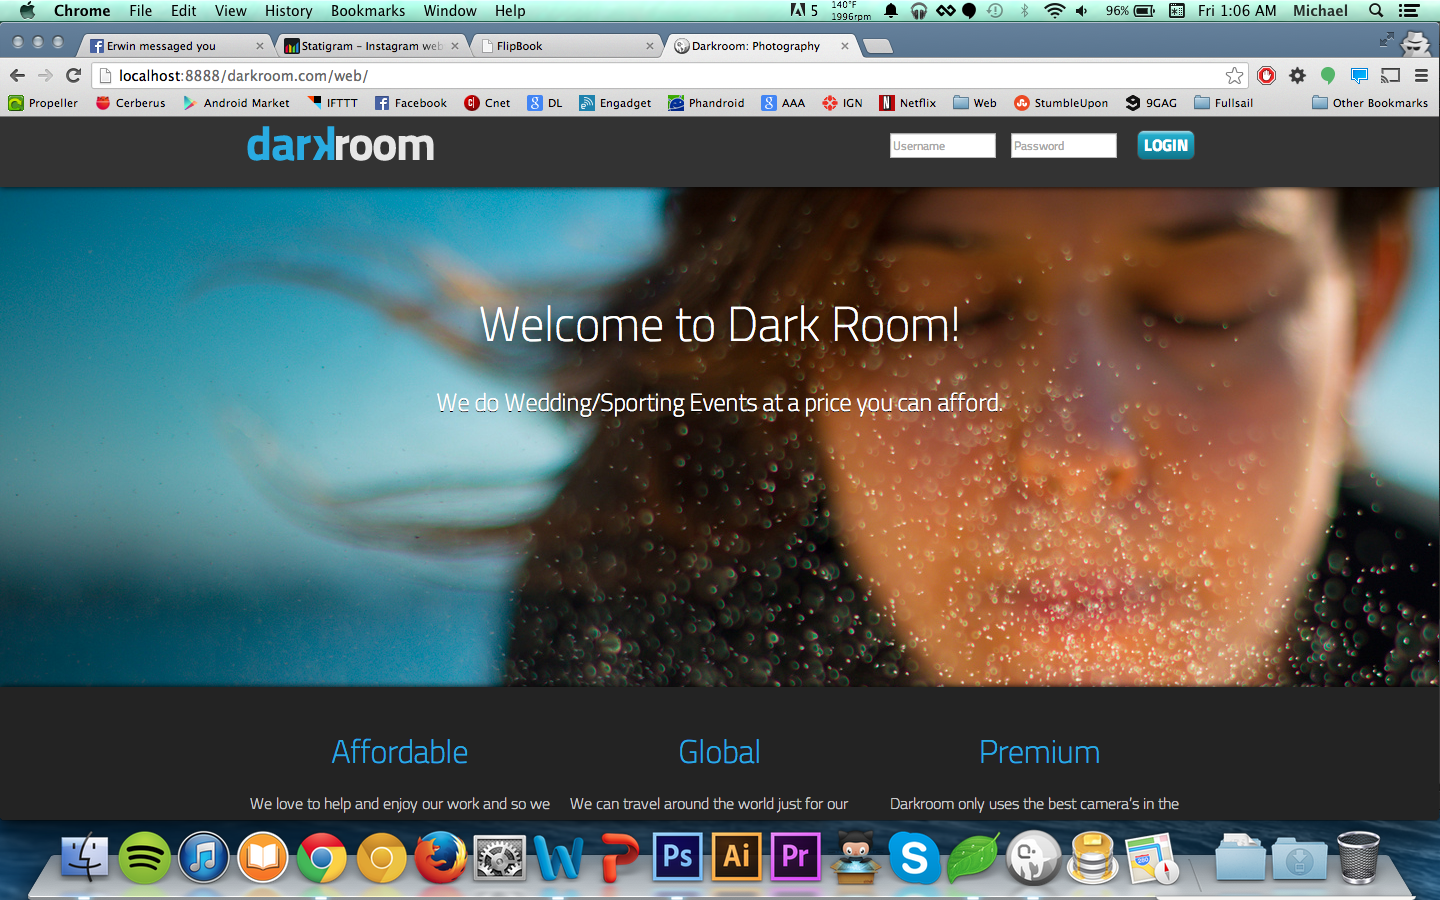 Chrome File Edit View History Bookmarks Window Help 5 140°F 1996rpm 96% Fri 1:06 AM Michael
Erwin messaged you Statigram – Instagram web FlipBook Darkroom: Photography
localhost:8888/darkroom.com/web/
Propeller Cerberus Android Market IFTTT Facebook Cnet DL Engadget Phandroid AAA IGN Netflix Web StumbleUpon 9GAG Fullsail Other Bookmarks
darkroom Username Password LOGIN
Welcome to Dark Room!
We do Wedding/Sporting Events at a price you can afford.
Affordable Global Premium
We love to help and enjoy our work and so we We can travel around the world just for our Darkroom only uses the best camera's in the
Ps Ai Pr